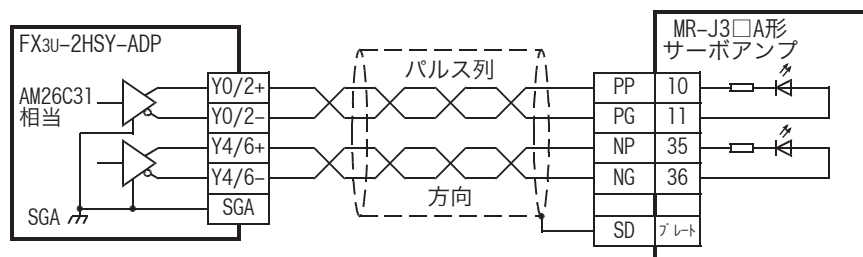 FX3U-2HSY-ADP
AM26C31
相当
SGA
Y0/2+
Y0/2-
Y4/6+
Y4/6-
SGA
パルス列
方向
MR-J3□A形
サーボアンプ
PP 10
PG 11
NP 35
NG 36
SD プレート